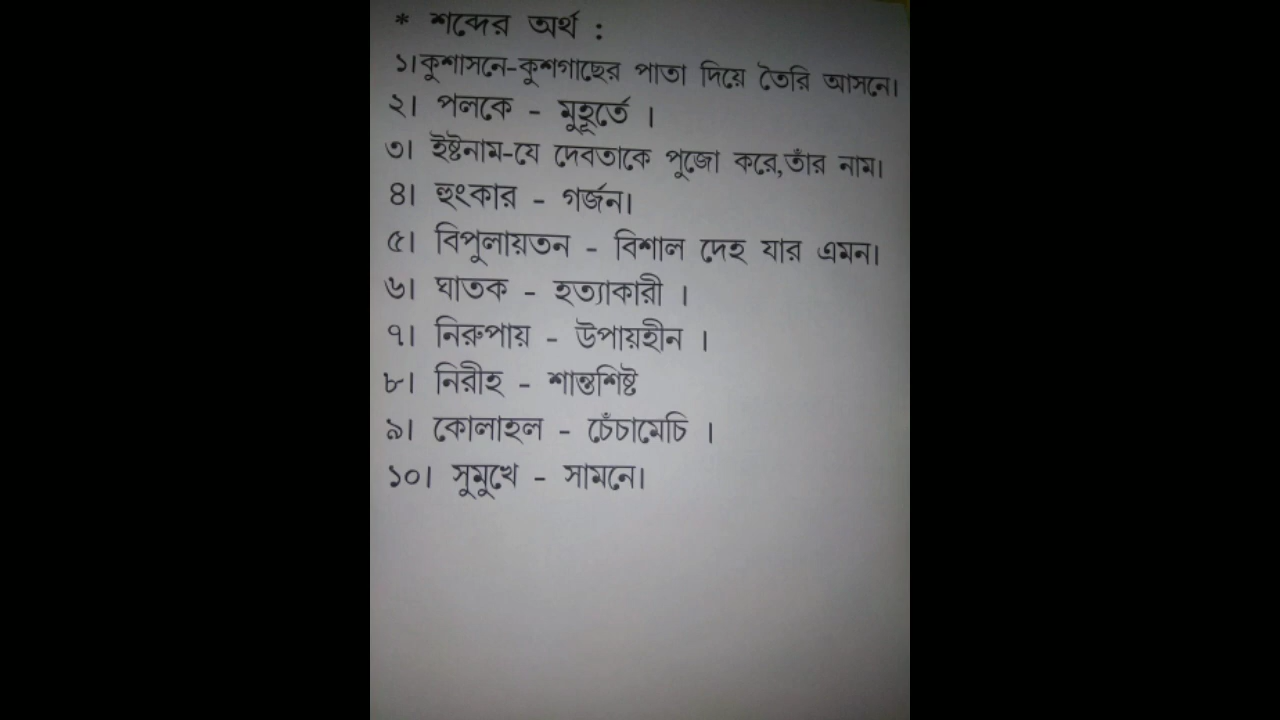 * শব্দের অর্থ :
১।কুশাসনে-কুশগাছের পাতা দিয়ে তৈরি আসনে।
২। পলকে - মুহূর্তে ।
৩। ইষ্টনাম-যে দেবতাকে পুজো করে,তাঁর নাম।
৪। হুংকার - গর্জন।
৫। বিপুলায়তন - বিশাল দেহ যার এমন।
৬। ঘাতক - হত্যাকারী ।
৭। নিরুপায় - উপায়হীন ।
৮। নিরীহ - শান্তশিষ্ট
৯। কোলাহল - চেঁচামেচি ।
১০। সুমুখে - সামনে।